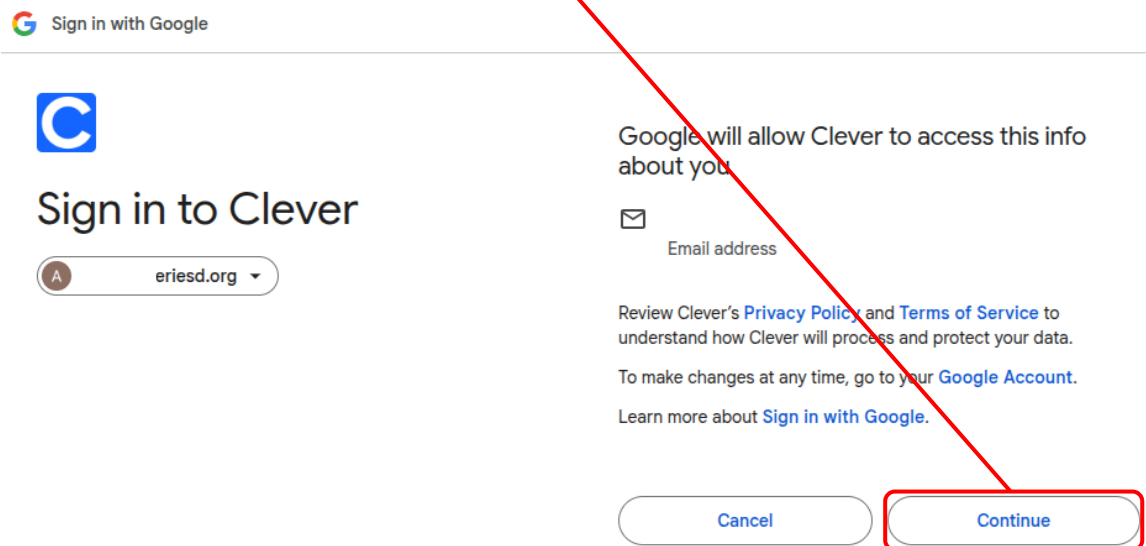 Sign in with Google
Sign in to Clever
A eriesd.org
Google will allow Clever to access this info
about you
Email address
Review Clever's Privacy Policy and Terms of Service to
understand how Clever will process and protect your data.
To make changes at any time, go to your Google Account.
Learn more about Sign in with Google.
Cancel
Continue